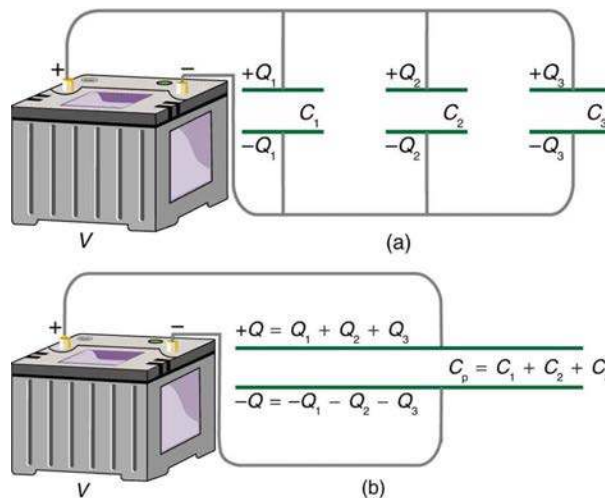 + −
+Q₁ +Q₂ +Q₃
C₁ C₂ C₃
−Q₁ −Q₂ −Q₃
V
(a)
+ −
+Q = Q₁ + Q₂ + Q₃
Cₚ = C₁ + C₂ + C
−Q = −Q₁ − Q₂ − Q₃
V
(b)